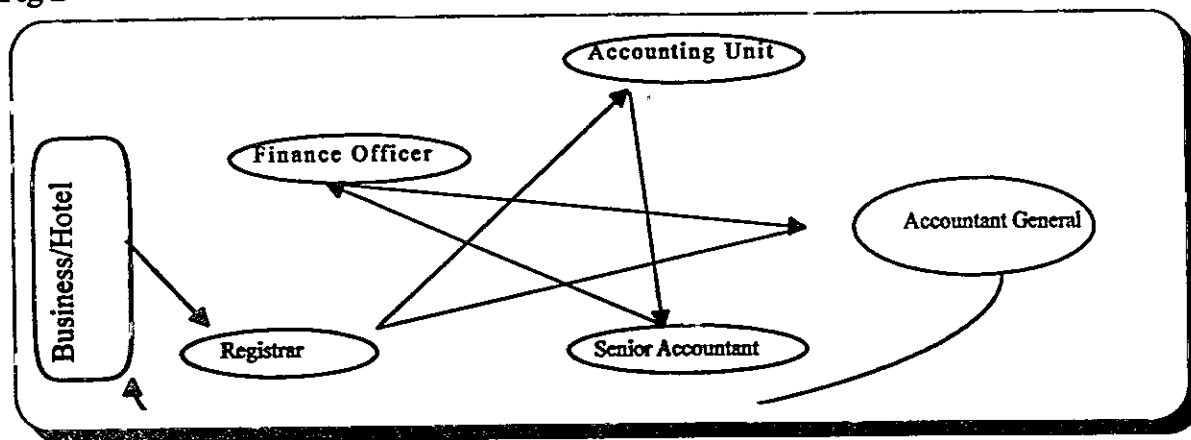 Accounting Unit
Finance Officer
Business/Hotel
Accountant General
Registrar
Senior Accountant